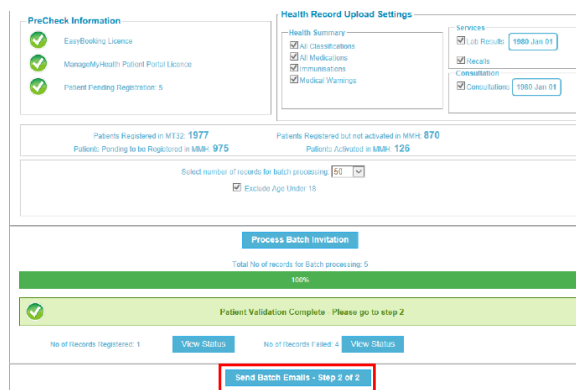 PreCheck Information
EasyBooking Licence
ManageMyHealth Patient Portal Licence
Patient Pending Registration: 5
Health Record Upload Settings
Health Summary
All Classifications
All Medications
Immunisations
Medical Warnings
Services
Lab Results 1980 Jan 01
Recalls
Consultation
Consultations 1980 Jan 01
Patients Registered in MT32: 1977 Patients Registered but not activated in MMH: 870
Patients Pending to be Registered in MMH: 975 Patients Activated in MMH: 126
Select number of records for batch processing: 50
Exclude Age Under 18
Process Batch Invitation
Total No of records for Batch processing: 5
100%
Patient Validation Complete - Please go to step 2
No of Records Registered: 1 View Status No of Records Failed: 4 View Status
Send Batch Emails - Step 2 of 2